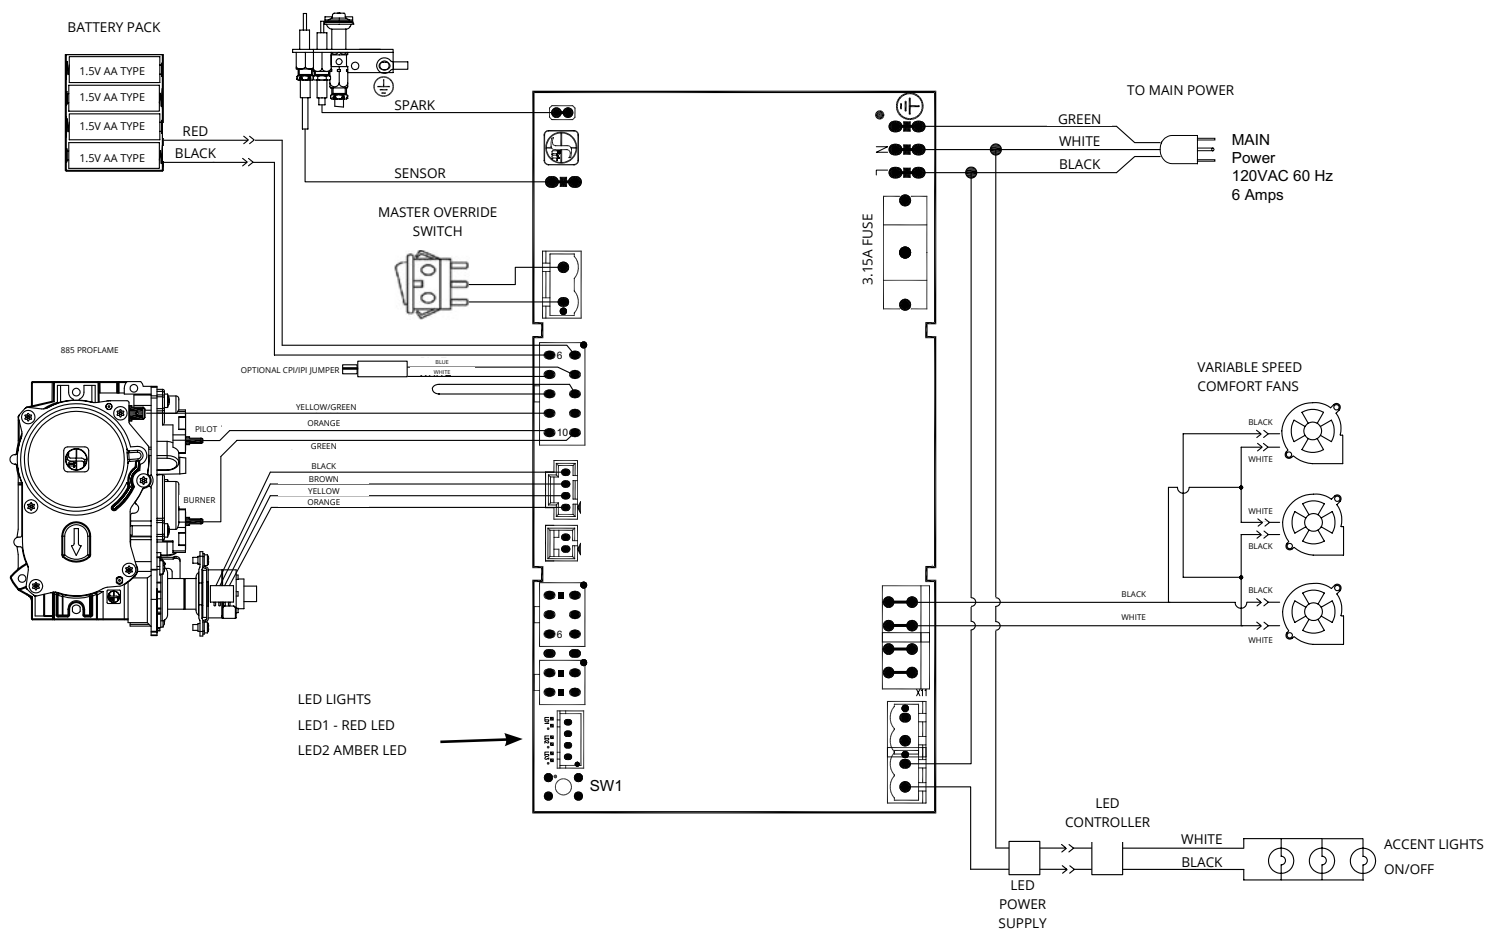 BATTERY PACK
1.5V AA TYPE
1.5V AA TYPE
1.5V AA TYPE
1.5V AA TYPE
RED
BLACK
SPARK
SENSOR
MASTER OVERRIDE
SWITCH
885 PROFLAME
OPTIONAL CPI/IPI JUMPER
BLUE
WHITE
YELLOW/GREEN
PILOT
ORANGE
GREEN
BLACK
BROWN
YELLOW
ORANGE
BURNER
6
10
6
LED LIGHTS
LED1 - RED LED
LED2 AMBER LED
SW1
N
L
3.15A FUSE
X11
TO MAIN POWER
GREEN
WHITE
BLACK
MAIN
Power
120VAC 60 Hz
6 Amps
VARIABLE SPEED
COMFORT FANS
BLACK
WHITE
WHITE
BLACK
BLACK
BLACK
WHITE
WHITE
LED
CONTROLLER
WHITE
BLACK
ACCENT LIGHTS
ON/OFF
LED
POWER
SUPPLY